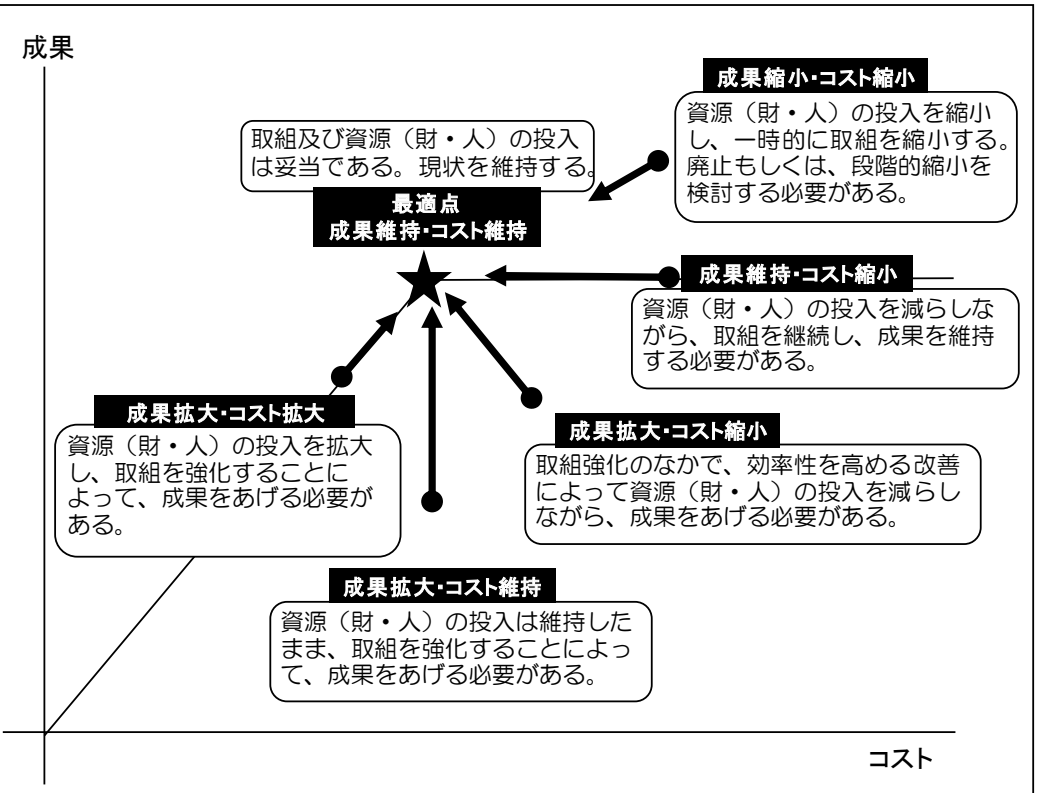 成果
成果縮小・コスト縮小
資源（財・人）の投入を縮小
し、一時的に取組を縮小する。
廃止もしくは、段階的縮小を
検討する必要がある。
取組及び資源（財・人）の投入
は妥当である。現状を維持する。
最適点
成果維持・コスト維持
成果維持・コスト縮小
資源（財・人）の投入を減らしな
がら、取組を継続し、成果を維持
する必要がある。
成果拡大・コスト拡大
資源（財・人）の投入を拡大
し、取組を強化することに
よって、成果をあげる必要が
ある。
成果拡大・コスト縮小
取組強化のなかで、効率性を高める改善
によって資源（財・人）の投入を減らし
ながら、成果をあげる必要がある。
成果拡大・コスト維持
資源（財・人）の投入は維持した
まま、取組を強化することによっ
て、成果をあげる必要がある。
コスト